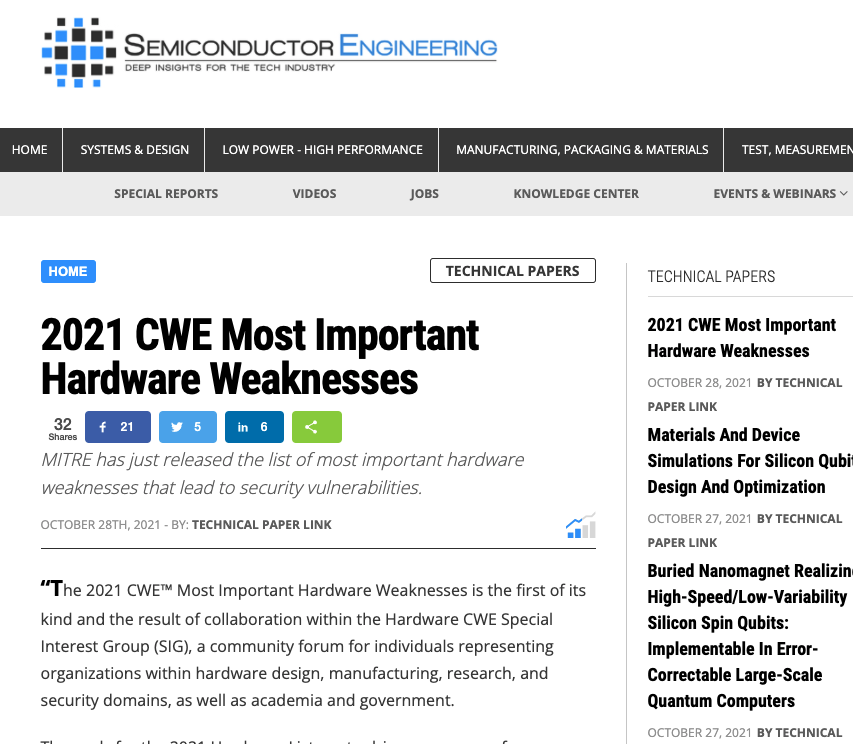 SEMICONDUCTOR ENGINEERING
DEEP INSIGHTS FOR THE TECH INDUSTRY
HOME SYSTEMS & DESIGN LOW POWER - HIGH PERFORMANCE MANUFACTURING, PACKAGING & MATERIALS TEST, MEASUREMEN
SPECIAL REPORTS VIDEOS JOBS KNOWLEDGE CENTER EVENTS & WEBINARS
HOME TECHNICAL PAPERS
2021 CWE Most Important
Hardware Weaknesses
32
Shares
21 5 in 6
MITRE has just released the list of most important hardware
weaknesses that lead to security vulnerabilities.
OCTOBER 28TH, 2021 - BY: TECHNICAL PAPER LINK
“The 2021 CWE™ Most Important Hardware Weaknesses is the first of its
kind and the result of collaboration within the Hardware CWE Special
Interest Group (SIG), a community forum for individuals representing
organizations within hardware design, manufacturing, research, and
security domains, as well as academia and government.
TECHNICAL PAPERS
2021 CWE Most Important
Hardware Weaknesses
OCTOBER 28, 2021 BY TECHNICAL
PAPER LINK
Materials And Device
Simulations For Silicon Qubit
Design And Optimization
OCTOBER 27, 2021 BY TECHNICAL
PAPER LINK
Buried Nanomagnet Realizin
High-Speed/Low-Variability
Silicon Spin Qubits:
Implementable In Error-
Correctable Large-Scale
Quantum Computers
OCTOBER 27, 2021 BY TECHNICAL